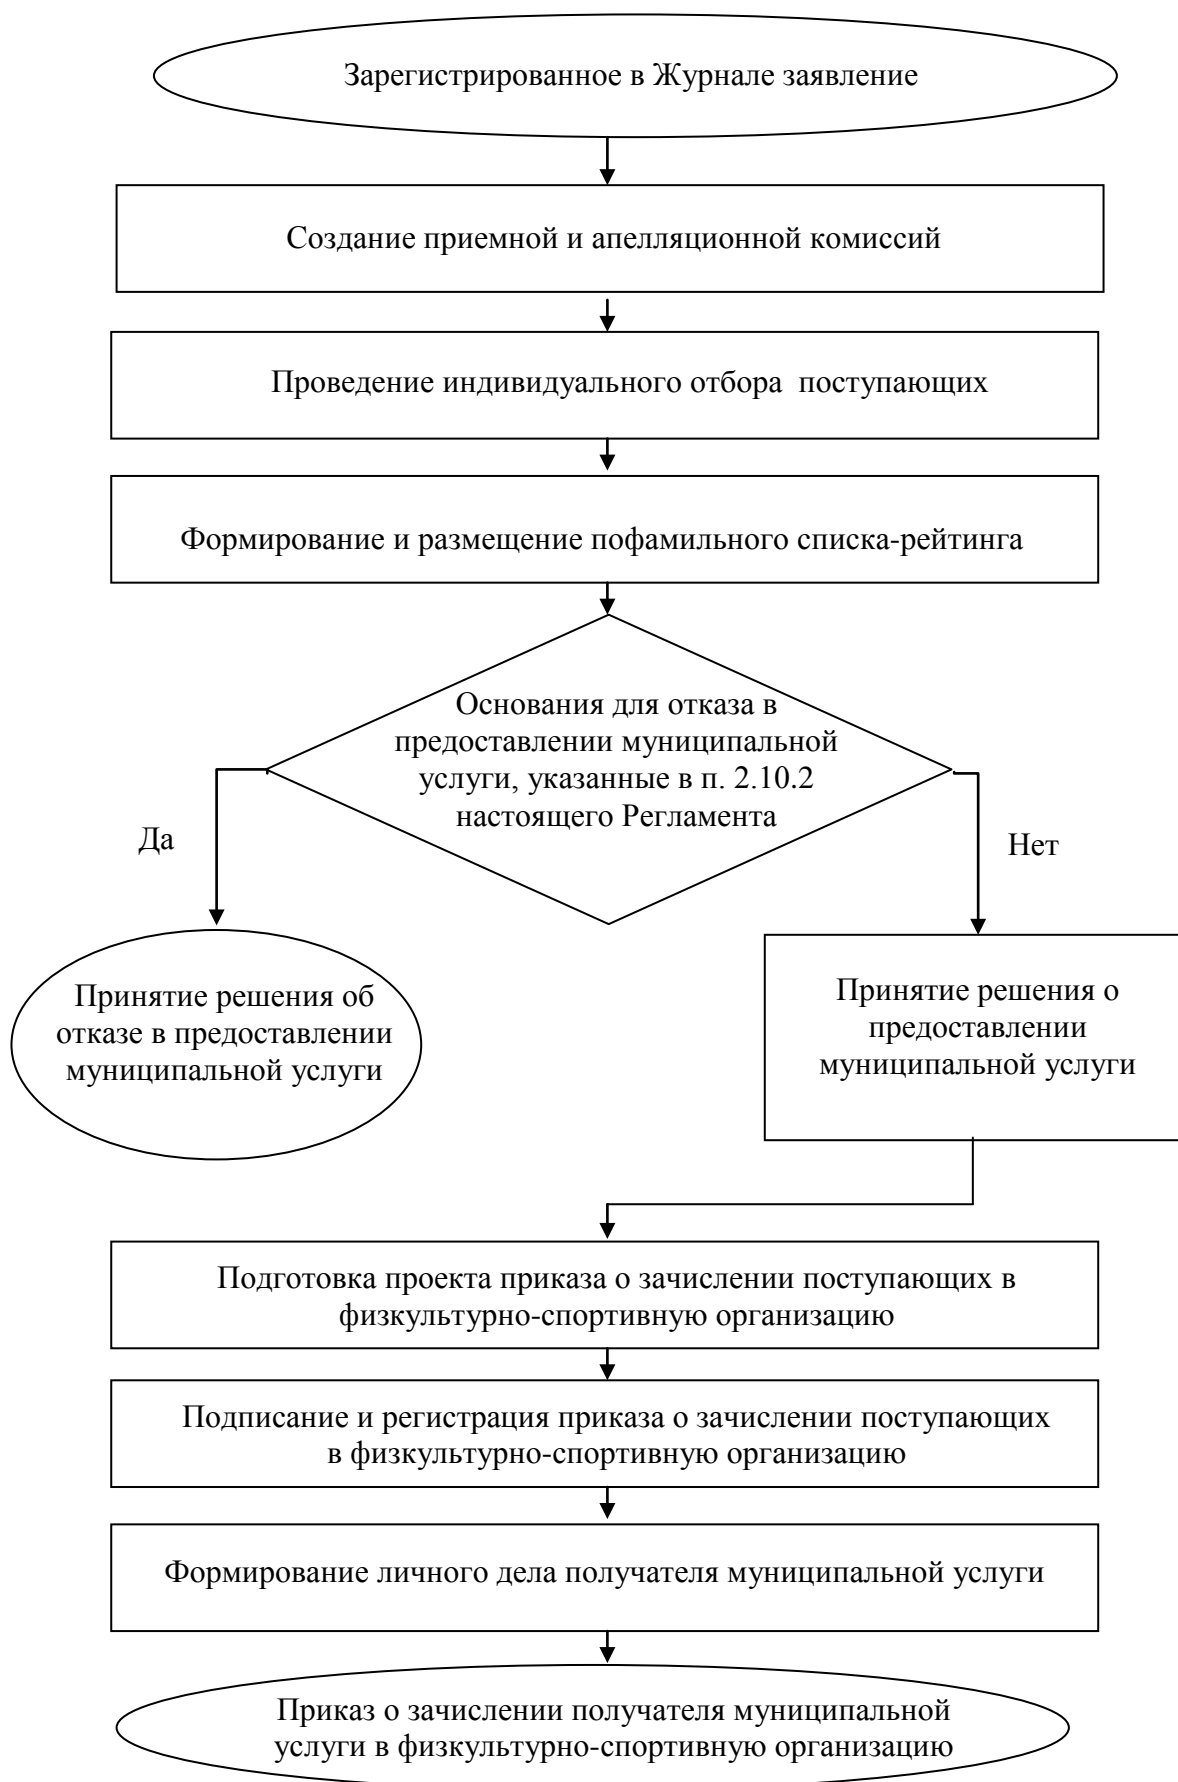 Зарегистрированное в Журнале заявление
Создание приемной и апелляционной комиссий
Проведение индивидуального отбора  поступающих
Формирование и размещение пофамильного списка-рейтинга
Основания для отказа в
предоставлении муниципальной
услуги, указанные в п. 2.10.2
настоящего Регламента
Да
Нет
Принятие решения об
отказе в предоставлении
муниципальной услуги
Принятие решения о
предоставлении
муниципальной услуги
Подготовка проекта приказа о зачислении поступающих в
физкультурно-спортивную организацию
Подписание и регистрация приказа о зачислении поступающих
в физкультурно-спортивную организацию
Формирование личного дела получателя муниципальной услуги
Приказ о зачислении получателя муниципальной
услуги в физкультурно-спортивную организацию